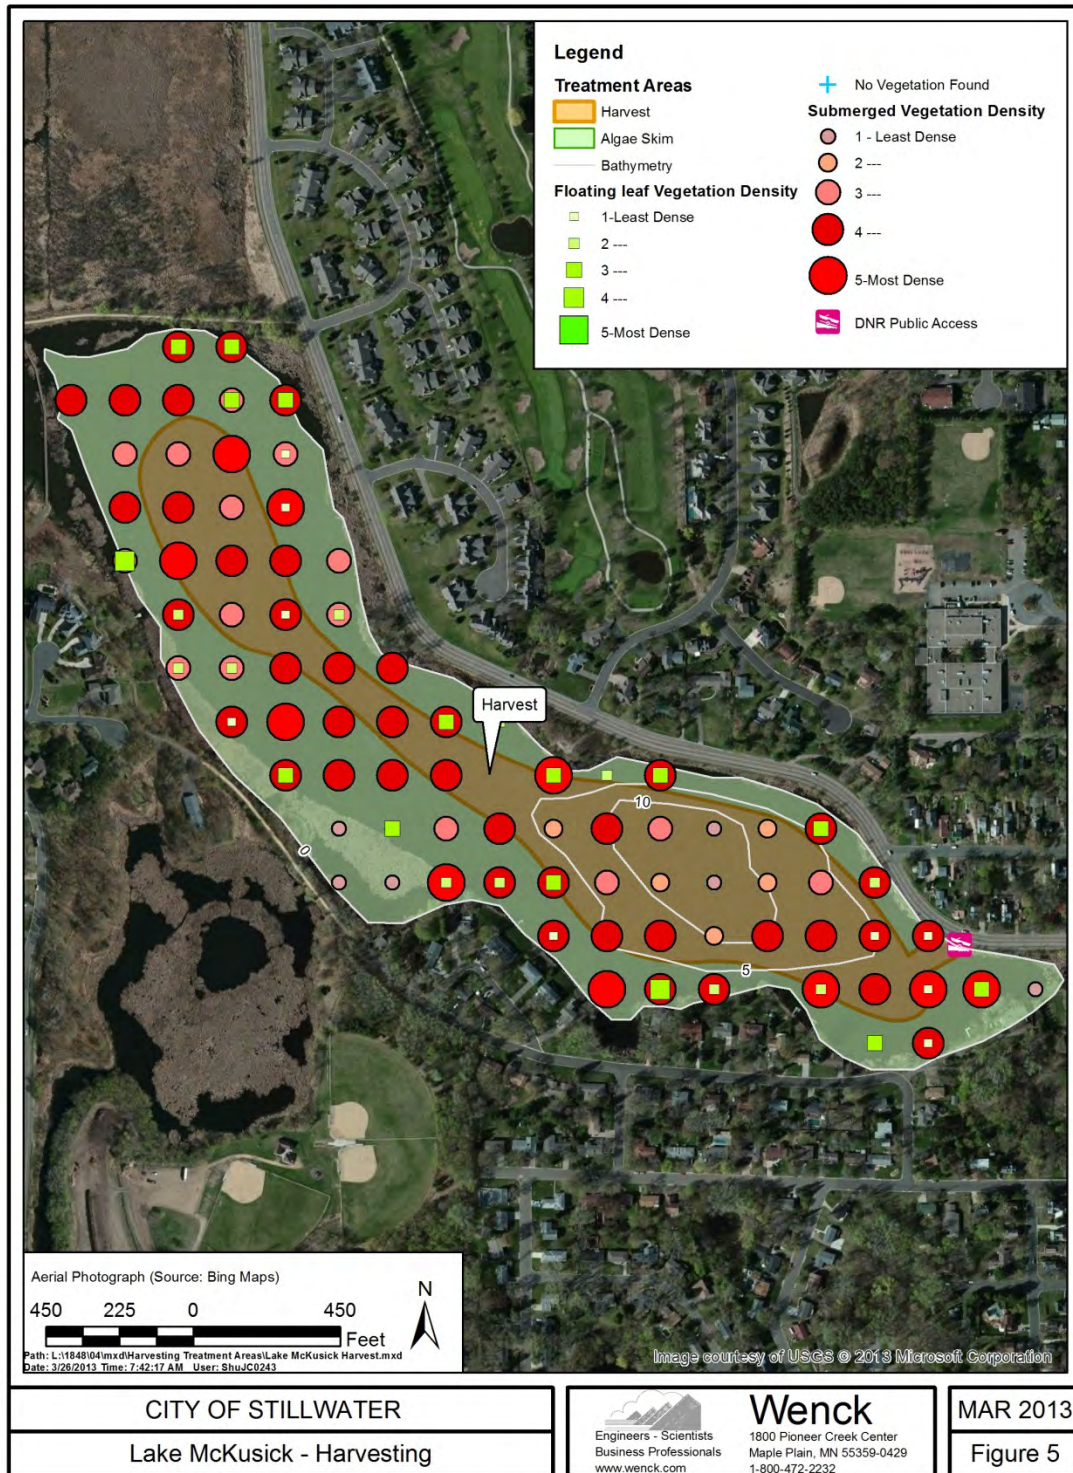 Legend
Treatment Areas
Harvest
Algae Skim
Bathymetry
Floating leaf Vegetation Density
1-Least Dense
2 ---
3 ---
4 ---
5-Most Dense
No Vegetation Found
Submerged Vegetation Density
1 - Least Dense
2 ---
3 ---
4 ---
5-Most Dense
DNR Public Access
Harvest
10
0
5
Aerial Photograph (Source: Bing Maps)
N
450 225 0 450
Feet
Path: L:\1848\04\mxd\Harvesting Treatment Areas\Lake McKusick Harvest.mxd
Date: 3/26/2013 Time: 7:42:17 AM User: ShuJC0243
Image courtesy of USGS © 2013 Microsoft Corporation
CITY OF STILLWATER
Lake McKusick - Harvesting
Engineers - Scientists
Business Professionals
www.wenck.com
Wenck
1800 Pioneer Creek Center
Maple Plain, MN 55359-0429
1-800-472-2232
MAR 2013
Figure 5